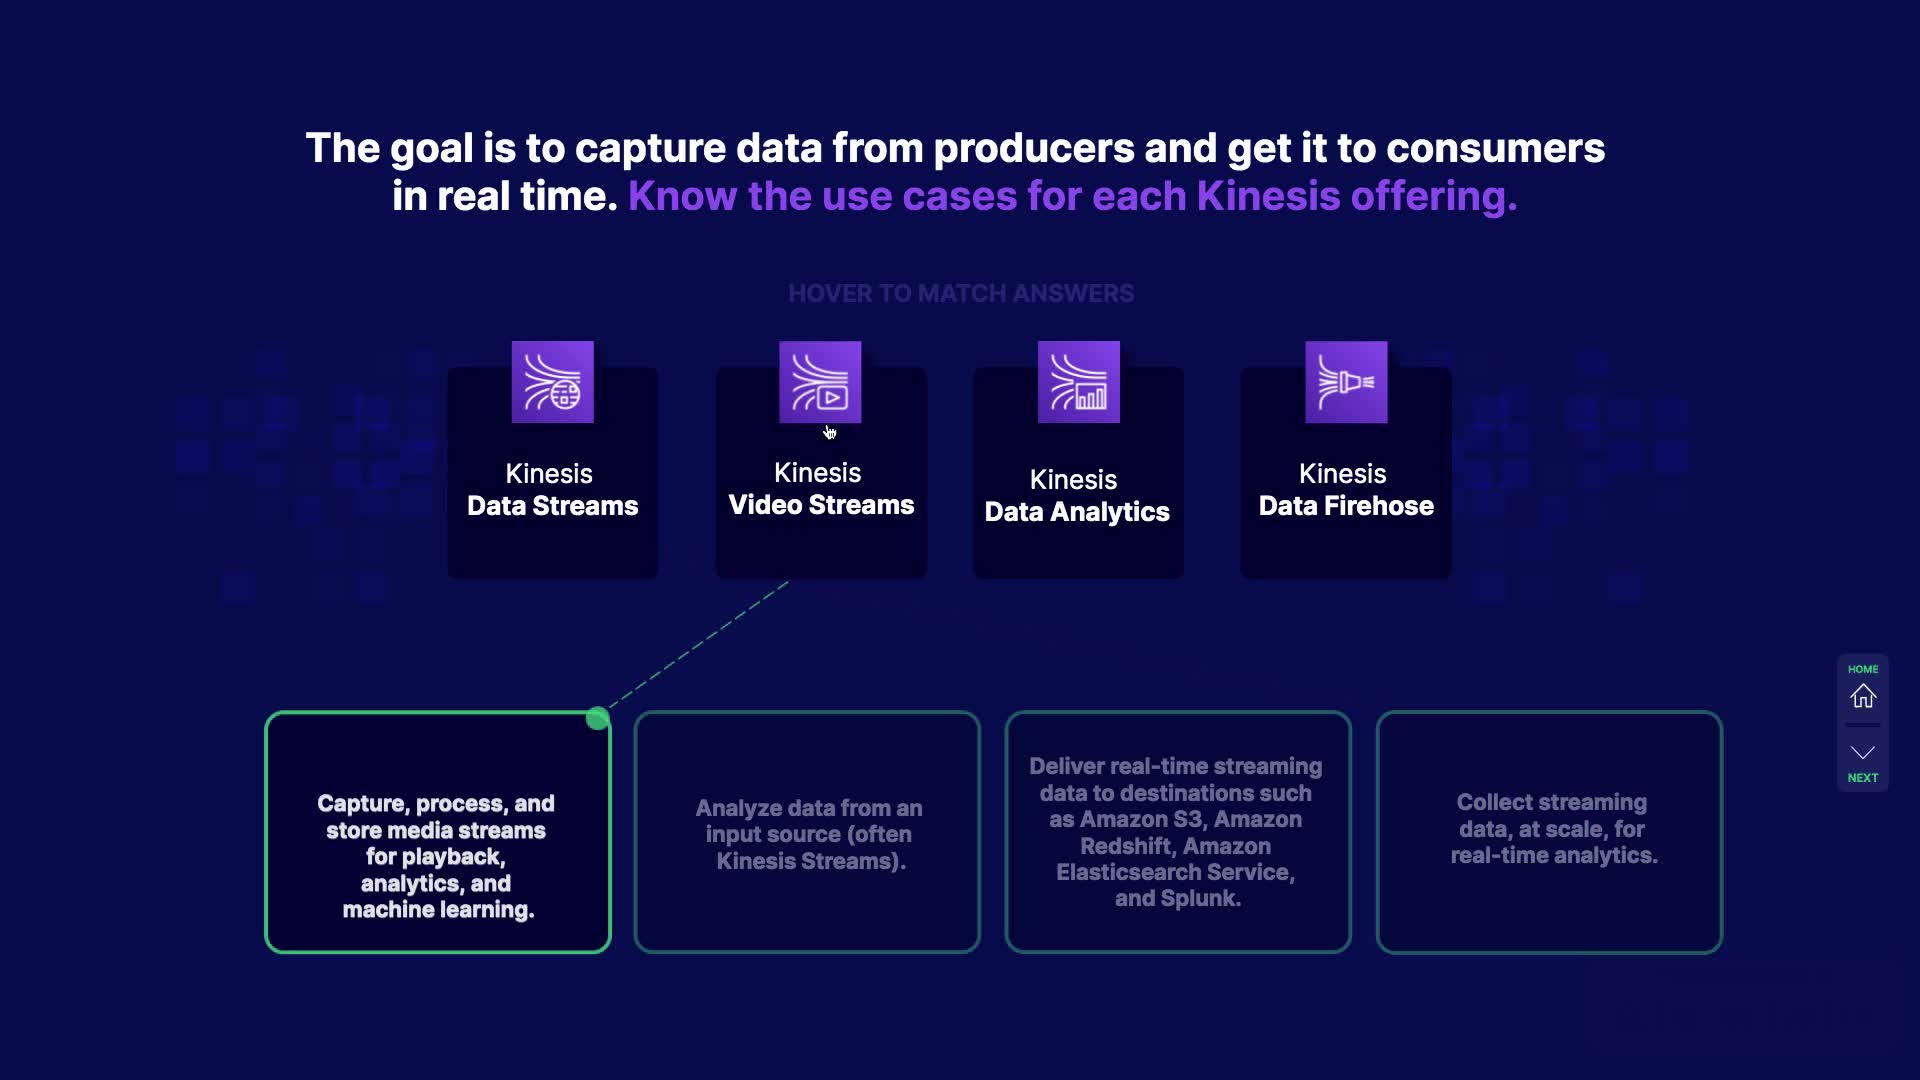 The goal is to capture data from producers and get it to consumers
in real time. Know the use cases for each Kinesis offering.
HOVER TO MATCH ANSWERS
Kinesis
Data Streams
Kinesis
Video Streams
Kinesis
Data Analytics
Kinesis
Data Firehose
HOME
NEXT
Capture, process, and
store media streams
for playback,
analytics, and
machine learning.
Analyze data from an
input source (often
Kinesis Streams).
Deliver real-time streaming
data to destinations such
as Amazon S3, Amazon
Redshift, Amazon
Elasticsearch Service,
and Splunk.
Collect streaming
data, at scale, for
real-time analytics.